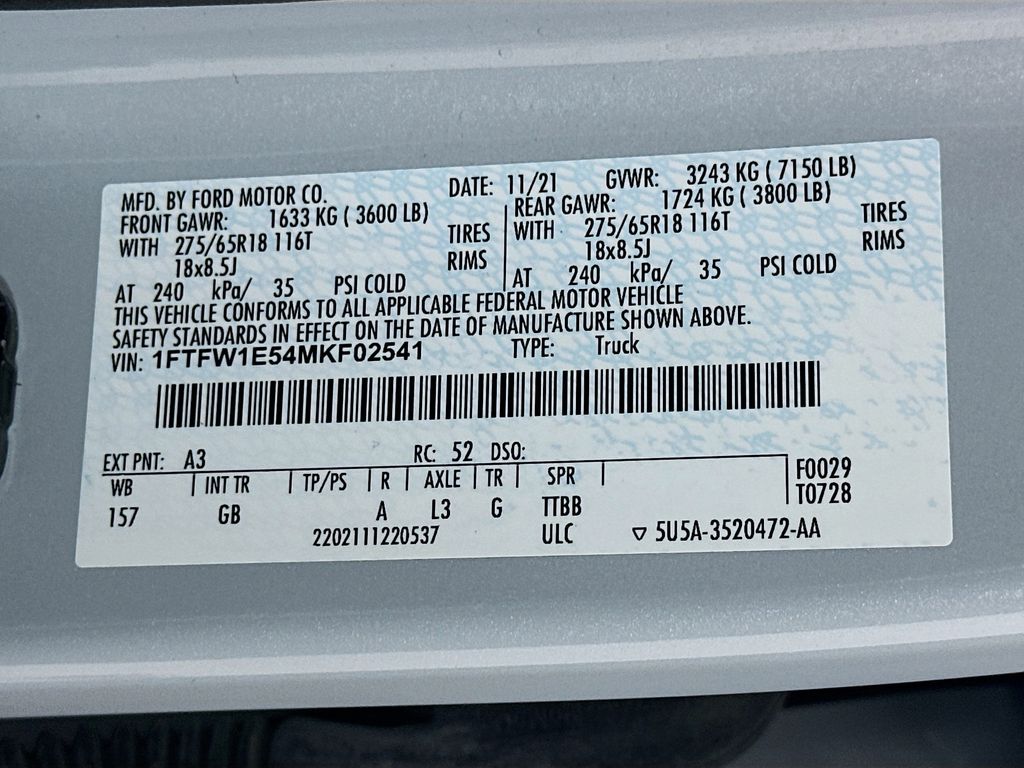 MFD. BY FORD MOTOR CO. DATE: 11/21 GVWR: 3243 KG ( 7150 LB)
FRONT GAWR: 1633 KG ( 3600 LB) REAR GAWR: 1724 KG ( 3800 LB)
WITH 275/65R18 116T TIRES WITH 275/65R18 116T TIRES
18x8.5J RIMS 18x8.5J RIMS
AT 240 kPa/ 35 PSI COLD AT 240 kPa/ 35 PSI COLD
THIS VEHICLE CONFORMS TO ALL APPLICABLE FEDERAL MOTOR VEHICLE
SAFETY STANDARDS IN EFFECT ON THE DATE OF MANUFACTURE SHOWN ABOVE.
VIN: 1FTFW1E54MKF02541 TYPE: Truck
EXT PNT: A3 RC: 52 DSO:
WB INT TR TP/PS R AXLE TR SPR F0029
157 GB A L3 G TTBB T0728
2202111220537 ULC ▽ 5U5A-3520472-AA